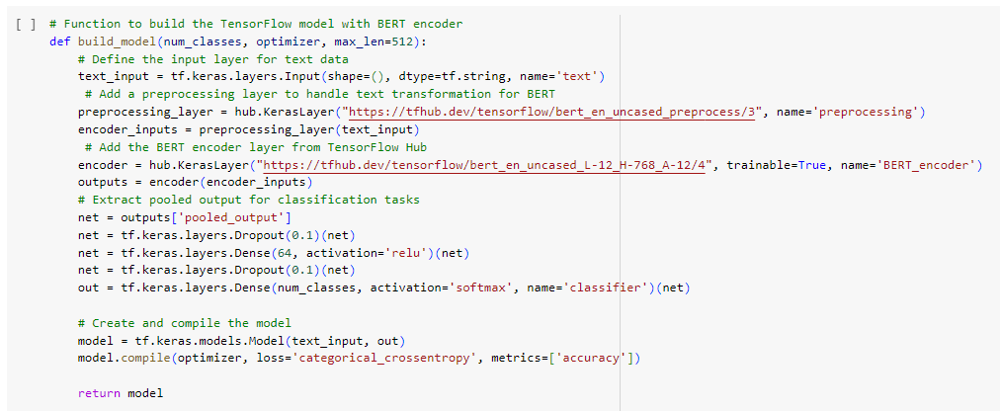 [ ] # Function to build the TensorFlow model with BERT encoder
def build_model(num_classes, optimizer, max_len=512):
    # Define the input layer for text data
    text_input = tf.keras.layers.Input(shape=(), dtype=tf.string, name='text')
     # Add a preprocessing layer to handle text transformation for BERT
    preprocessing_layer = hub.KerasLayer("https://tfhub.dev/tensorflow/bert_en_uncased_preprocess/3", name='preprocessing')
    encoder_inputs = preprocessing_layer(text_input)
     # Add the BERT encoder layer from TensorFlow Hub
    encoder = hub.KerasLayer("https://tfhub.dev/tensorflow/bert_en_uncased_L-12_H-768_A-12/4", trainable=True, name='BERT_encoder')
    outputs = encoder(encoder_inputs)
    # Extract pooled output for classification tasks
    net = outputs['pooled_output']
    net = tf.keras.layers.Dropout(0.1)(net)
    net = tf.keras.layers.Dense(64, activation='relu')(net)
    net = tf.keras.layers.Dropout(0.1)(net)
    out = tf.keras.layers.Dense(num_classes, activation='softmax', name='classifier')(net)

    # Create and compile the model
    model = tf.keras.models.Model(text_input, out)
    model.compile(optimizer, loss='categorical_crossentropy', metrics=['accuracy'])

    return model